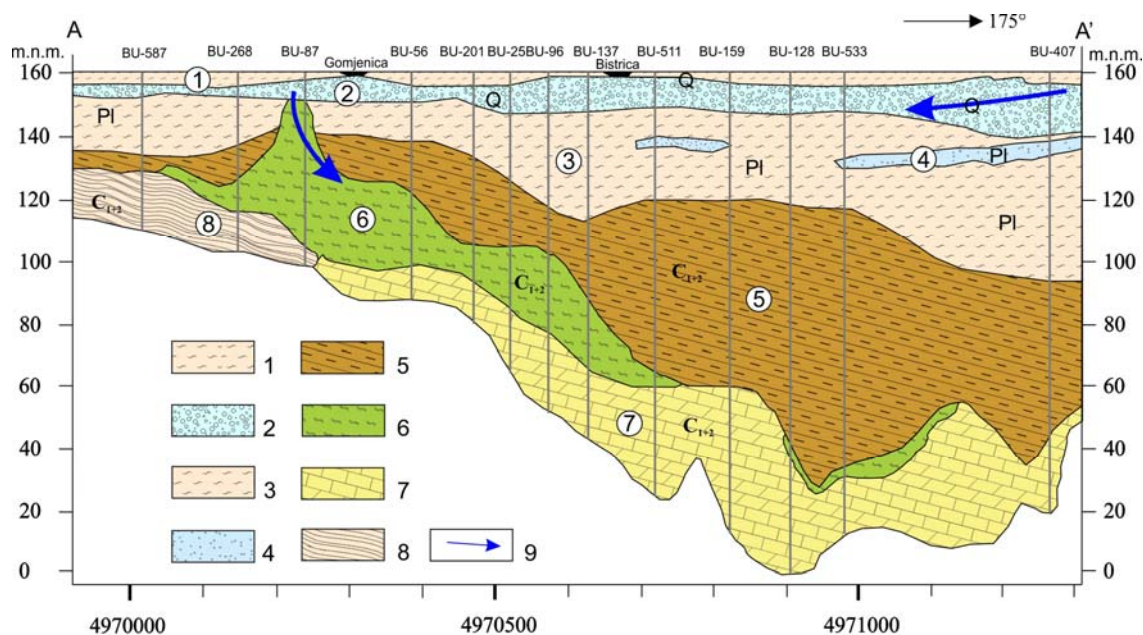 A
175°
A'
m.n.m.
BU-587 BU-268 BU-87 BU-56 BU-201 BU-25 BU-96 BU-137 BU-511 BU-159 BU-128 BU-533 BU-407
m.n.m.
Gomjenica Bistrica
160 1 Q 160
2 Q Q
Pl
140 3 Pl 4 Pl 140
120 C1+2 6 Pl 120
8
100 C1+2 C1+2 100
5
80 80
1 5
60 60
2 6 7 C1+2
40 40
3 7
20 20
4 8 9
0 0
4970000 4970500 4971000